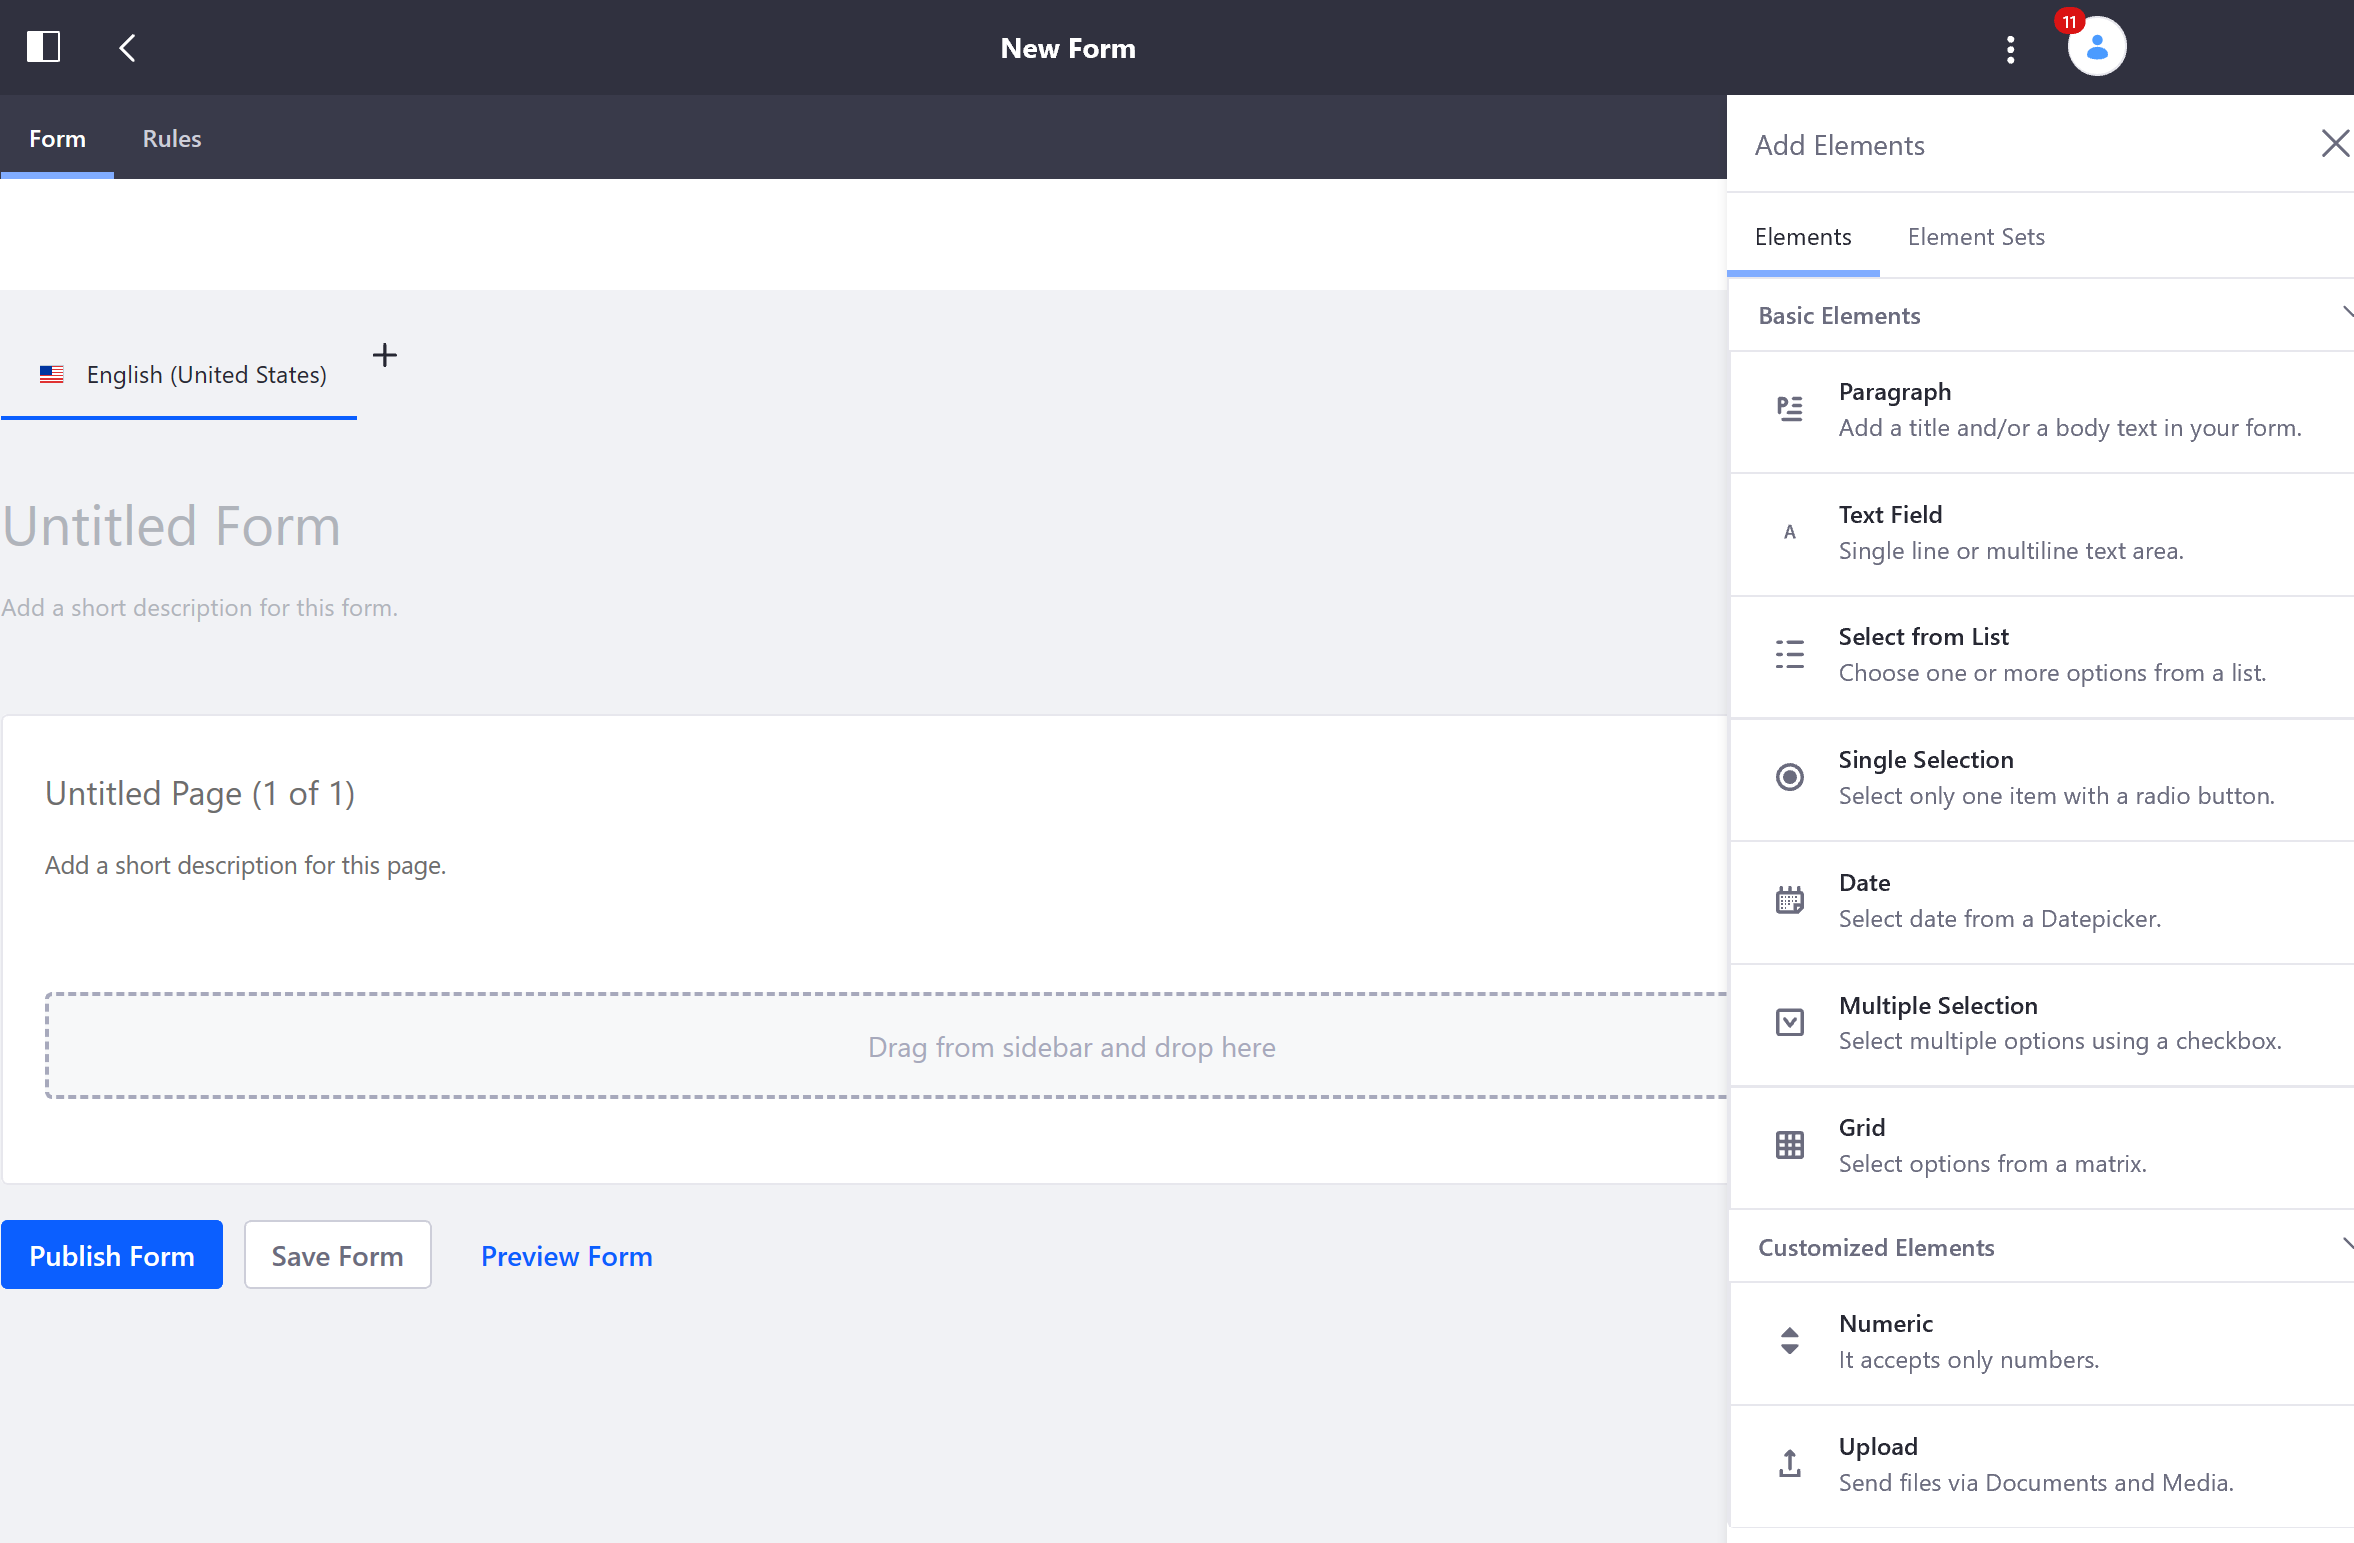 New Form
11
Form
Rules
Add Elements
Elements
Element Sets
Basic Elements
English (United States)
Paragraph
Add a title and/or a body text in your form.
Text Field
Single line or multiline text area.
Untitled Form
Add a short description for this form.
Select from List
Choose one or more options from a list.
Single Selection
Select only one item with a radio button.
Untitled Page (1 of 1)
Add a short description for this page.
Date
Select date from a Datepicker.
Drag from sidebar and drop here
Multiple Selection
Select multiple options using a checkbox.
Grid
Select options from a matrix.
Publish Form
Save Form
Preview Form
Customized Elements
Numeric
It accepts only numbers.
Upload
Send files via Documents and Media.